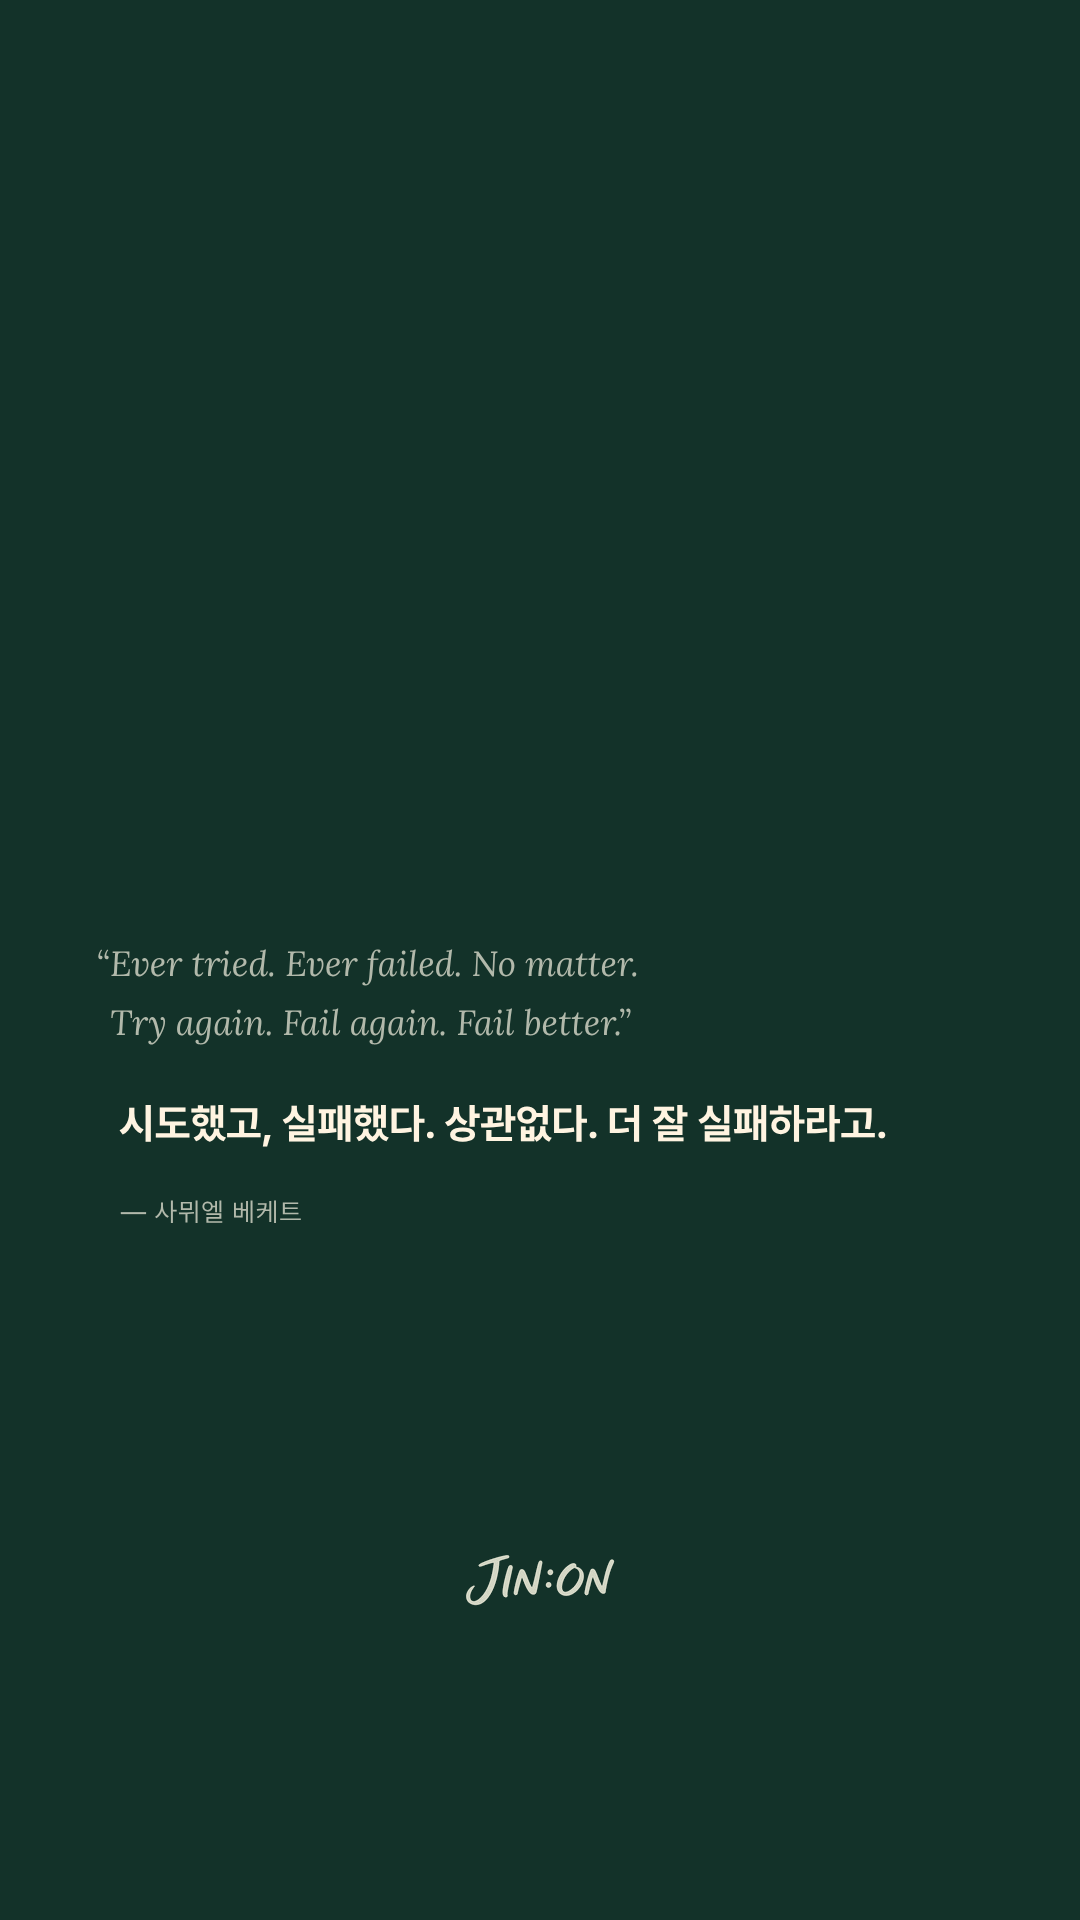 “Ever tried. Ever failed. No matter.
Try again. Fail again. Fail better.”
시도했고, 실패했다. 상관없다. 더 잘 실패하라고.
— 사뮈엘 베케트
JIN:ON